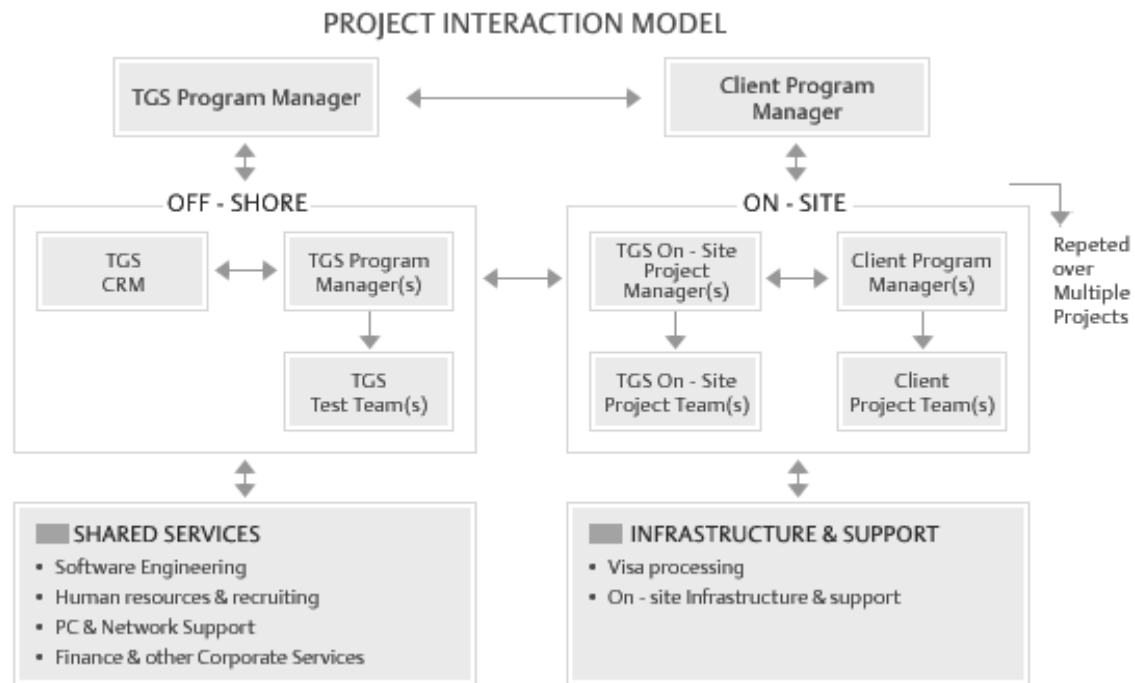 PROJECT INTERACTION MODEL
TGS Program Manager
Client Program
Manager
OFF - SHORE
ON - SITE
TGS
CRM
TGS Program
Manager(s)
TGS On - Site
Project
Manager(s)
Client Program
Manager(s)
Repeted
over
Multiple
Projects
TGS
Test Team(s)
TGS On - Site
Project Team(s)
Client
Project Team(s)
SHARED SERVICES
▪ Software Engineering
▪ Human resources & recruiting
▪ PC & Network Support
▪ Finance & other Corporate Services
INFRASTRUCTURE & SUPPORT
▪ Visa processing
▪ On - site Infrastructure & support